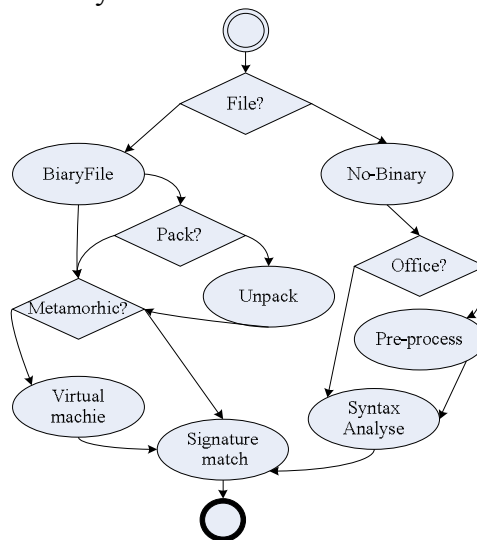 File?
BiaryFile
No-Binary
Pack?
Office?
Unpack
Metamorhic?
Pre-process
Virtual
machie
Syntax
Analyse
Signature
match